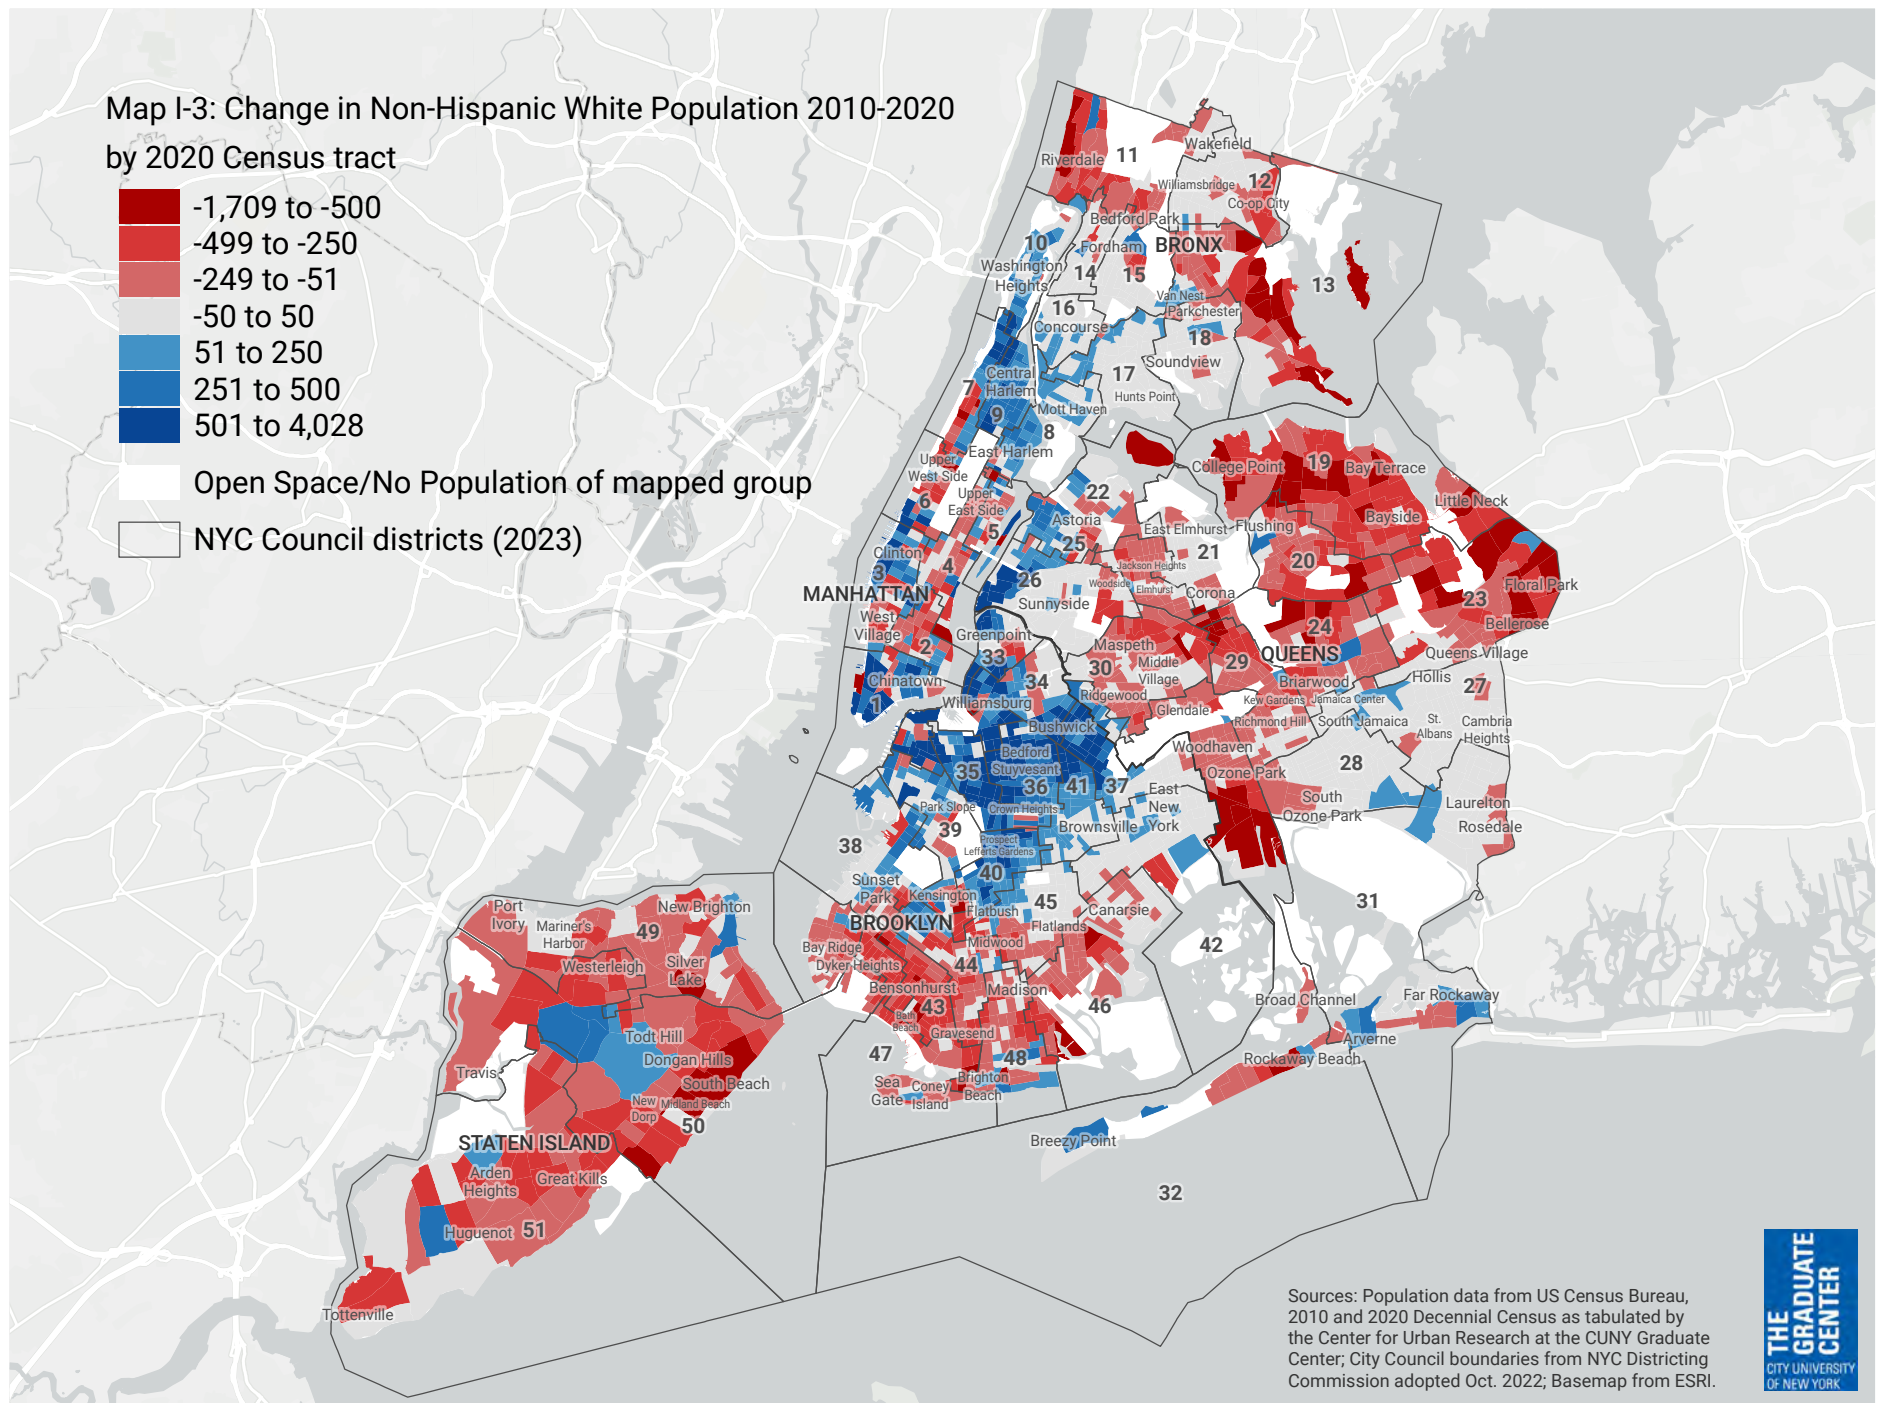 Map I-3: Change in Non-Hispanic White Population 2010-2020
by 2020 Census tract
-1,709 to -500
-499 to -250
-249 to -51
-50 to 50
51 to 250
251 to 500
501 to 4,028
Open Space/No Population of mapped group
NYC Council districts (2023)
Wakefield
Riverdale
11
Williamsbridge
12
Co-op City
Bedford Park
10
Fordham
BRONX
Washington
Heights
14
15
13
Van Nest
16
Parkchester
Concourse
18
Soundview
Central
Harlem
17
7
Hunts Point
9
Mott Haven
8
East Harlem
Upper
West Side
College Point
19
Bay Terrace
6
Upper
East Side
22
Little Neck
5
Astoria
East Elmhurst
Flushing
Bayside
25
21
Clinton
3
4
Jackson Heights
20
26
Woodside
Elmhurst
Floral Park
MANHATTAN
Sunnyside
Corona
23
West
Village
Greenpoint
24
Bellerose
2
33
Maspeth
QUEENS
Queens Village
30
Middle
Village
29
Chinatown
34
Ridgewood
Briarwood
Hollis
27
1
Williamsburg
Glendale
Kew Gardens
Jamaica Center
Bushwick
Richmond Hill
South Jamaica
St.
Albans
Cambria
Heights
Bedford
Stuyvesant
Woodhaven
35
36
41
37
Ozone Park
28
East
New
York
Park Slope
Crown Heights
South
Ozone Park
Laurelton
39
Brownsville
Rosedale
38
Prospect
Lefferts Gardens
40
Sunset
Park
Kensington
45
31
New Brighton
Port
Ivory
Flatbush
Canarsie
Mariner's
Harbor
49
BROOKLYN
Flatlands
Bay Ridge
Midwood
42
Silver
Lake
Westerleigh
Dyker Heights
44
Bensonhurst
Madison
Broad Channel
Far Rockaway
43
46
Bath
Beach
Gravesend
Todt Hill
Arverne
47
48
Dongan Hills
Rockaway Beach
Travis
South Beach
Sea
Gate
Coney
Island
Brighton
Beach
New
Dorp
Midland Beach
50
STATEN ISLAND
Breezy Point
Arden
Heights
Great Kills
32
Huguenot
51
Tottenville
Sources: Population data from US Census Bureau,
2010 and 2020 Decennial Census as tabulated by
the Center for Urban Research at the CUNY Graduate
Center; City Council boundaries from NYC Districting
Commission adopted Oct. 2022; Basemap from ESRI.
THE
GRADUATE
CENTER
CITY UNIVERSITY
OF NEW YORK